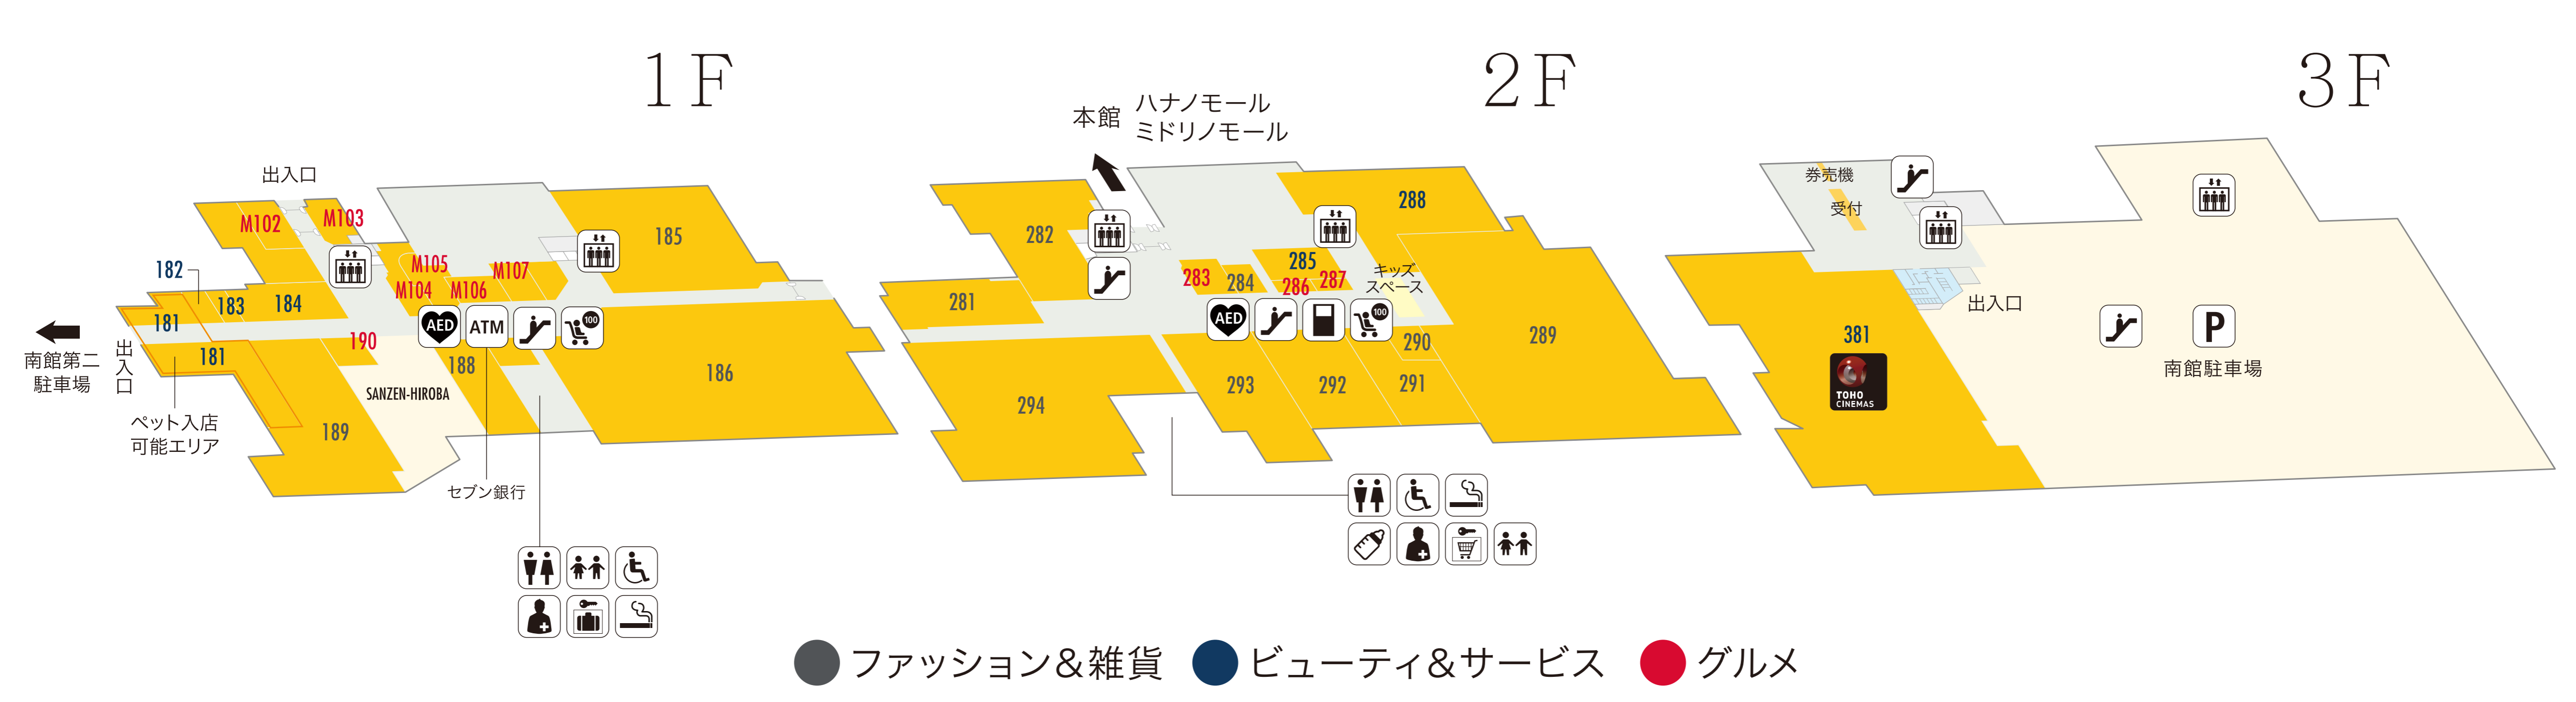 1F
出入口
M102
M103
185
182
M105
M107
M104
M106
183
184
181
AED
ATM
100
190
181
188
186
南館第二
駐車場
出入口
SANZEN-HIROBA
ペット入店
可能エリア
189
セブン銀行
2F
本館
ハナノモール
ミドリノモール
288
282
285
283
284
286
287
キッズ
スペース
281
AED
100
289
290
293
292
291
294
3F
券売機
受付
出入口
381
TOHO
CINEMAS
P
南館駐車場
ファッション&雑貨
ビューティ&サービス
グルメ